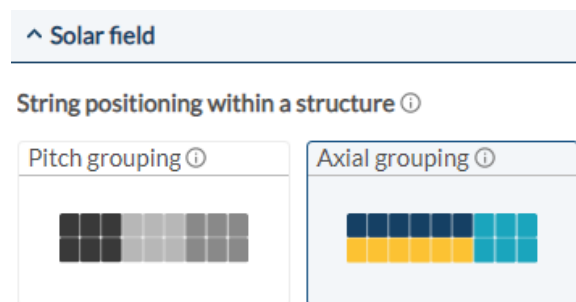 Solar field
String positioning within a structure
Pitch grouping
Axial grouping